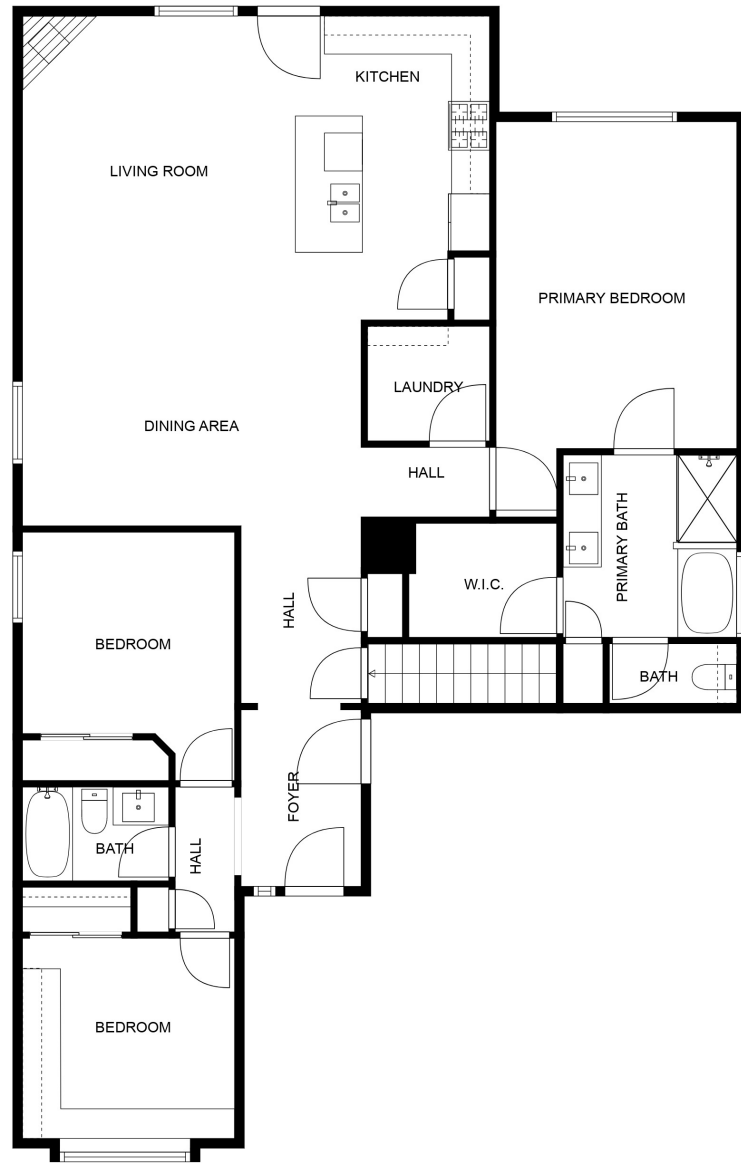 KITCHEN
LIVING ROOM
PRIMARY BEDROOM
LAUNDRY
DINING AREA
HALL
PRIMARY BATH
W.I.C.
HALL
BEDROOM
BATH
FOYER
BATH
HALL
BEDROOM